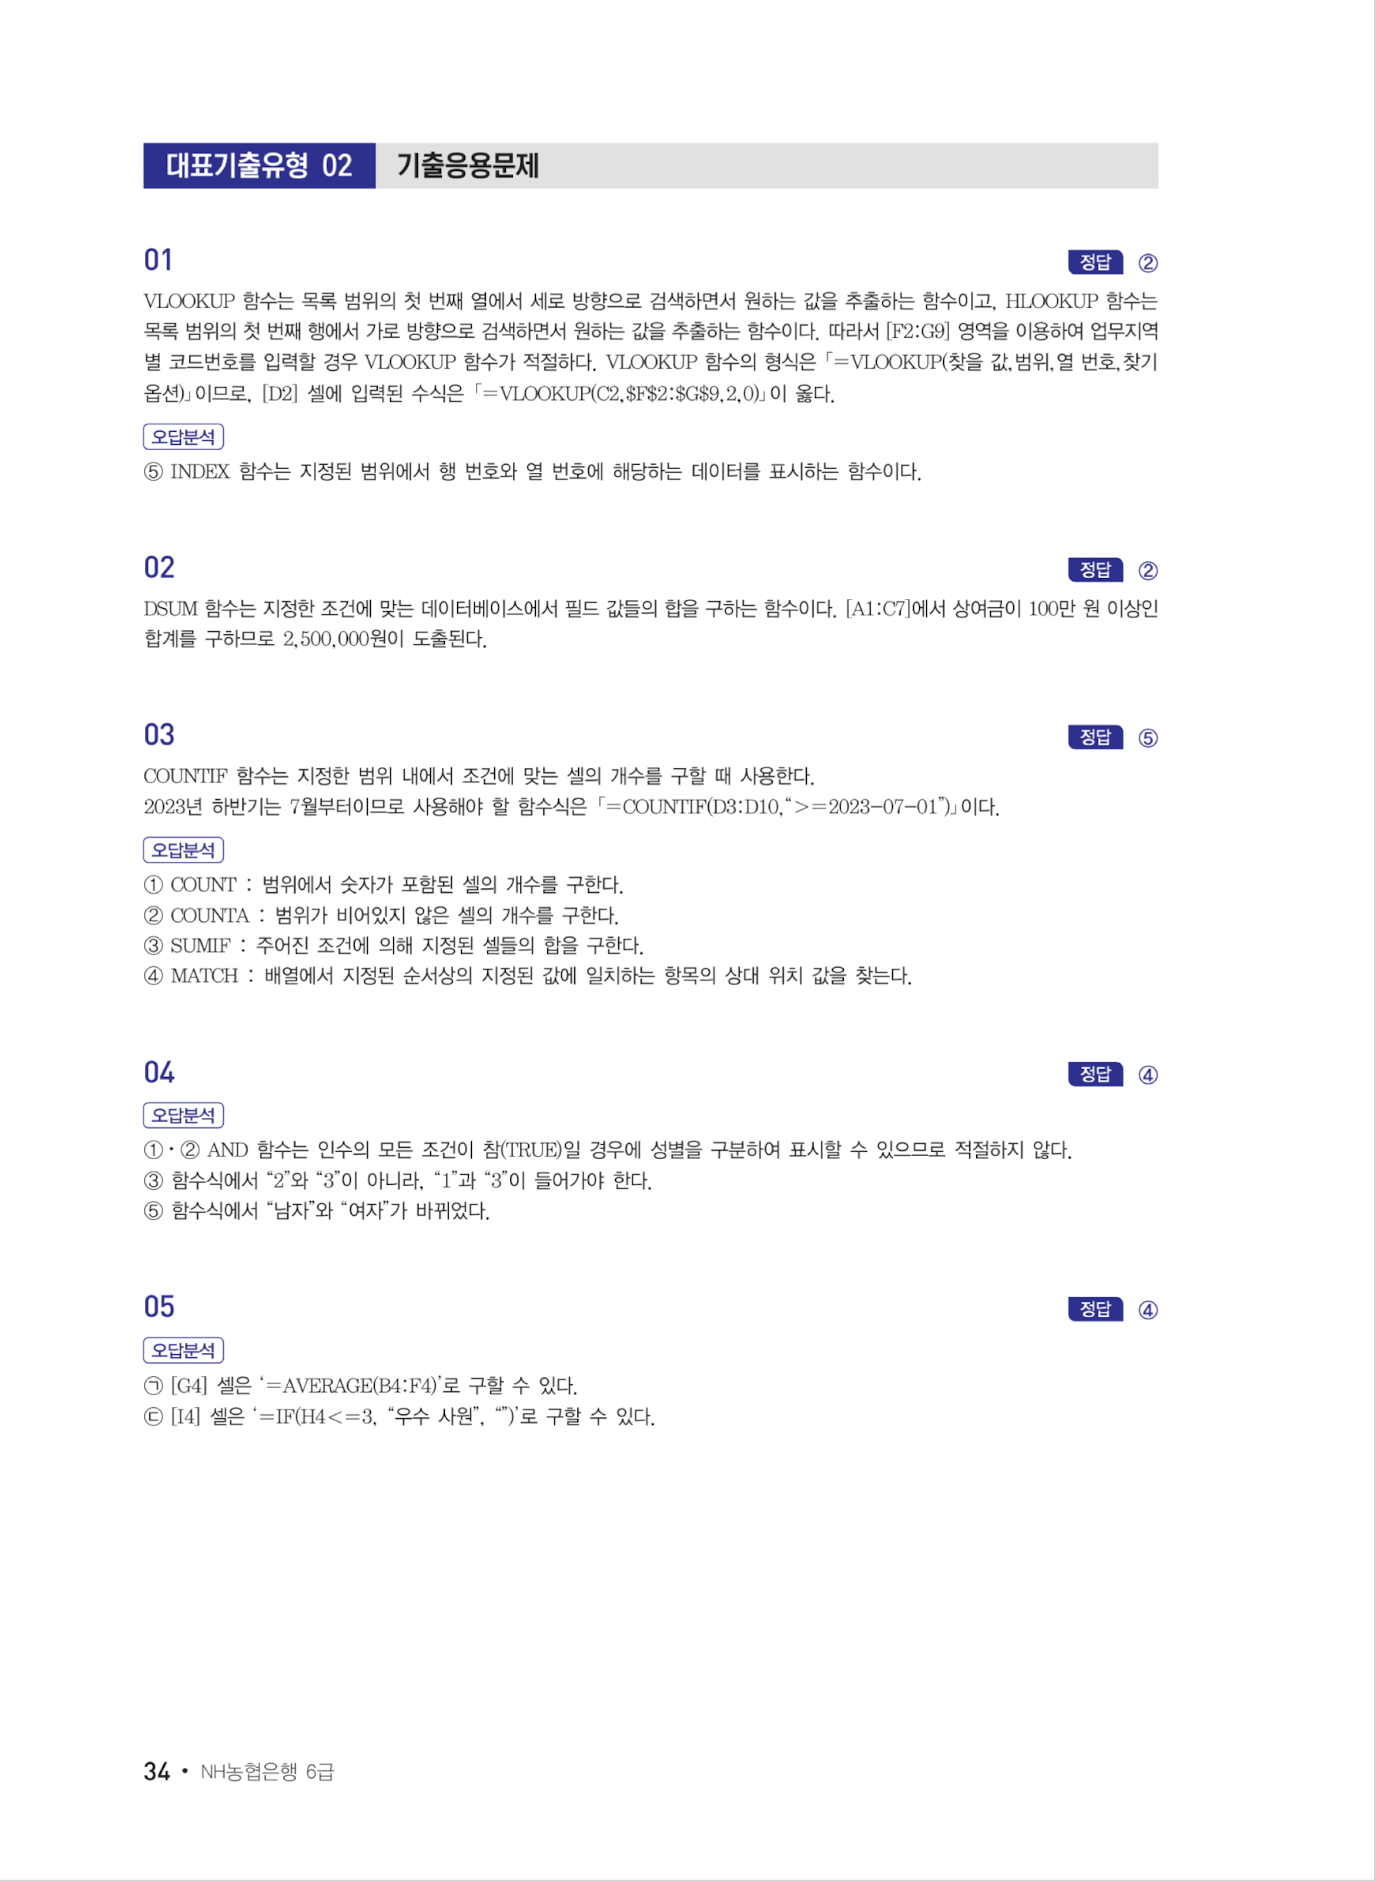 대표기출유형 02 기출응용문제
01 정답 ②
VLOOKUP 함수는 목록 범위의 첫 번째 열에서 세로 방향으로 검색하면서 원하는 값을 추출하는 함수이고, HLOOKUP 함수는
목록 범위의 첫 번째 행에서 가로 방향으로 검색하면서 원하는 값을 추출하는 함수이다. 따라서 [F2:G9] 영역을 이용하여 업무지역
별 코드번호를 입력할 경우 VLOOKUP 함수가 적절하다. VLOOKUP 함수의 형식은 「=VLOOKUP(찾을 값,범위,열 번호,찾기
옵션)」이므로, [D2] 셀에 입력된 수식은 「=VLOOKUP(C2,$F$2:$G$9,2,0)」이 옳다.
오답분석
⑤ INDEX 함수는 지정된 범위에서 행 번호와 열 번호에 해당하는 데이터를 표시하는 함수이다.
02 정답 ②
DSUM 함수는 지정한 조건에 맞는 데이터베이스에서 필드 값들의 합을 구하는 함수이다. [A1:C7]에서 상여금이 100만 원 이상인
합계를 구하므로 2,500,000원이 도출된다.
03 정답 ⑤
COUNTIF 함수는 지정한 범위 내에서 조건에 맞는 셀의 개수를 구할 때 사용한다.
2023년 하반기는 7월부터이므로 사용해야 할 함수식은 「=COUNTIF(D3:D10,“>=2023-07-01”)」이다.
오답분석
① COUNT : 범위에서 숫자가 포함된 셀의 개수를 구한다.
② COUNTA : 범위가 비어있지 않은 셀의 개수를 구한다.
③ SUMIF : 주어진 조건에 의해 지정된 셀들의 합을 구한다.
④ MATCH : 배열에서 지정된 순서상의 지정된 값에 일치하는 항목의 상대 위치 값을 찾는다.
04 정답 ④
오답분석
①·② AND 함수는 인수의 모든 조건이 참(TRUE)일 경우에 성별을 구분하여 표시할 수 있으므로 적절하지 않다.
③ 함수식에서 “2”와 “3”이 아니라, “1”과 “3”이 들어가야 한다.
⑤ 함수식에서 “남자”와 “여자”가 바뀌었다.
05 정답 ④
오답분석
㉠ [G4] 셀은 ‘=AVERAGE(B4:F4)’로 구할 수 있다.
㉢ [I4] 셀은 ‘=IF(H4<=3, “우수 사원”, “”)’로 구할 수 있다.
34 • NH농협은행 6급